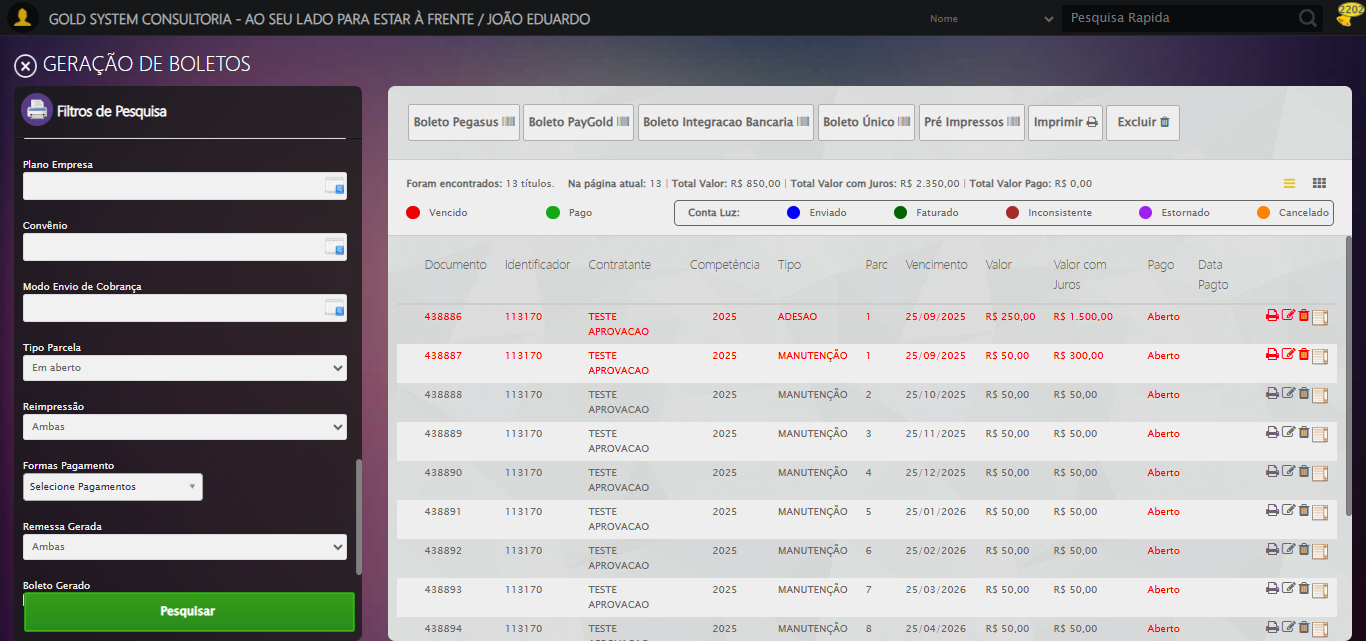 GOLD SYSTEM CONSULTORIA - AO SEU LADO PARA ESTAR À FRENTE / JOÃO EDUARDO
Nome
Pesquisa Rapida
2202
GERAÇÃO DE BOLETOS
Filtros de Pesquisa
Plano Empresa
Convênio
Modo Envio de Cobrança
Tipo Parcela
Em aberto
Reimpressão
Ambas
Formas Pagamento
Selecione Pagamentos
Remessa Gerada
Ambas
Boleto Gerado
Pesquisar
Boleto Pegasus
Boleto PayGold
Boleto Integracao Bancaria
Boleto Único
Pré Impressos
Imprimir
Excluir
Foram encontrados: 13 títulos. Na página atual: 13 | Total Valor: R$ 850,00 | Total Valor com Juros: R$ 2.350,00 | Total Valor Pago: R$ 0,00
Vencido
Pago
Conta Luz:
Enviado
Faturado
Inconsistente
Estornado
Cancelado
Documento Identificador Contratante Competência Tipo Parc Vencimento Valor Valor com Pago Data
Juros Pagto
438886 113170 TESTE 2025 ADESAO 1 25/09/2025 R$ 250,00 R$ 1.500,00 Aberto
APROVACAO
438887 113170 TESTE 2025 MANUTENÇÃO 1 25/09/2025 R$ 50,00 R$ 300,00 Aberto
APROVACAO
438888 113170 TESTE 2025 MANUTENÇÃO 2 25/10/2025 R$ 50,00 R$ 50,00 Aberto
APROVACAO
438889 113170 TESTE 2025 MANUTENÇÃO 3 25/11/2025 R$ 50,00 R$ 50,00 Aberto
APROVACAO
438890 113170 TESTE 2025 MANUTENÇÃO 4 25/12/2025 R$ 50,00 R$ 50,00 Aberto
APROVACAO
438891 113170 TESTE 2025 MANUTENÇÃO 5 25/01/2026 R$ 50,00 R$ 50,00 Aberto
APROVACAO
438892 113170 TESTE 2025 MANUTENÇÃO 6 25/02/2026 R$ 50,00 R$ 50,00 Aberto
APROVACAO
438893 113170 TESTE 2025 MANUTENÇÃO 7 25/03/2026 R$ 50,00 R$ 50,00 Aberto
APROVACAO
438894 113170 TESTE 2025 MANUTENÇÃO 8 25/04/2026 R$ 50,00 R$ 50,00 Aberto